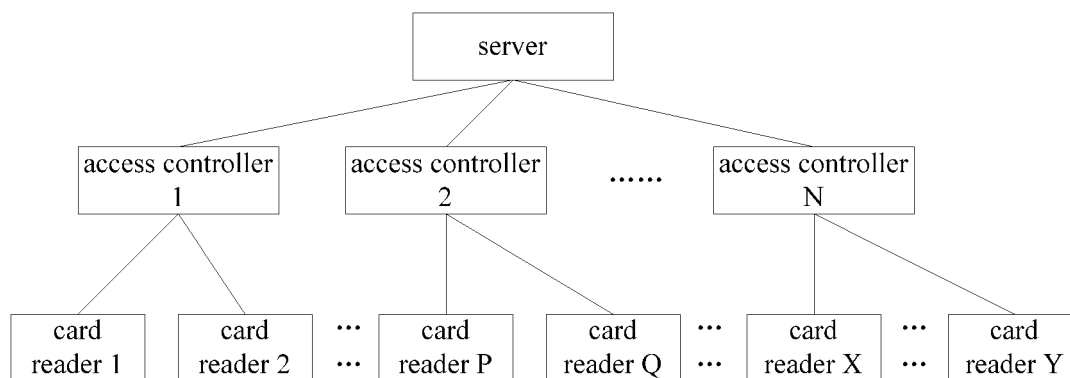 server
access controller
1
access controller
2
······
access controller
N
card
reader 1
card
reader 2
...
...
card
reader P
card
reader Q
...
...
card
reader X
...
...
card
reader Y